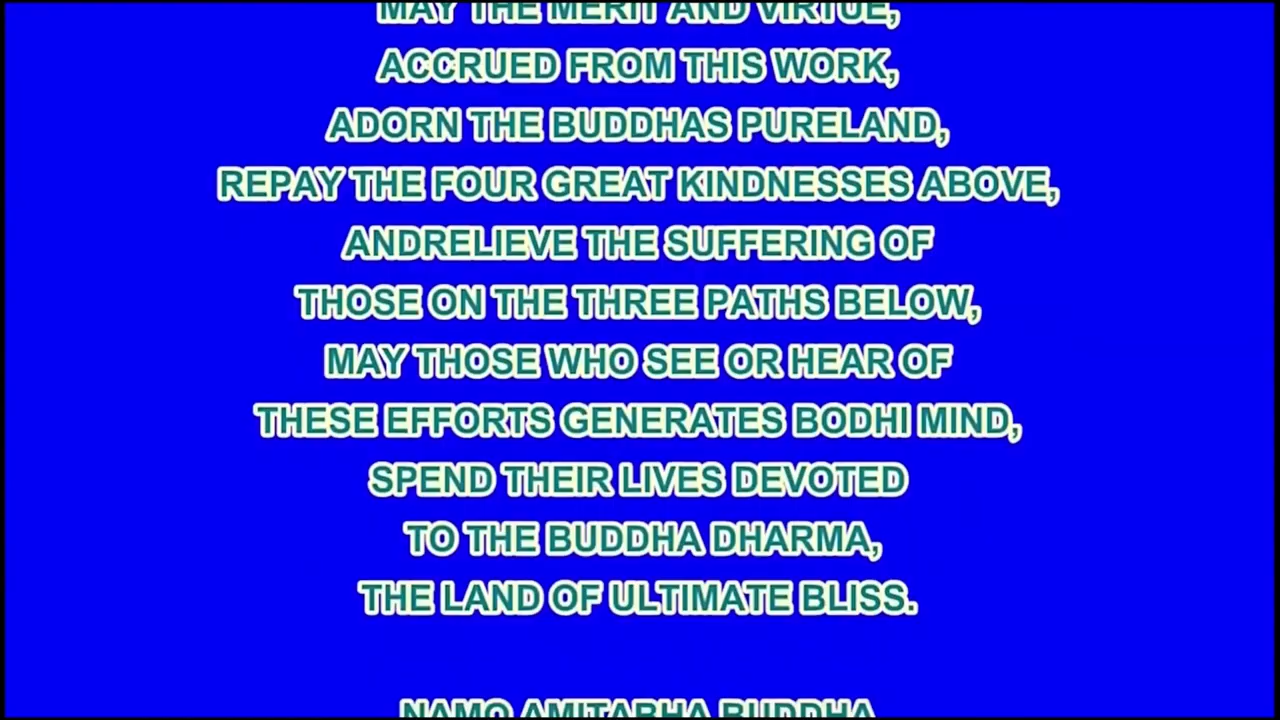 MAY THE MERIT AND VIRTUE,
ACCRUED FROM THIS WORK,
ADORN THE BUDDHAS PURELAND,
REPAY THE FOUR GREAT KINDNESSES ABOVE,
ANDRELIEVE THE SUFFERING OF
THOSE ON THE THREE PATHS BELOW,
MAY THOSE WHO SEE OR HEAR OF
THESE EFFORTS GENERATES BODHI MIND,
SPEND THEIR LIVES DEVOTED
TO THE BUDDHA DHARMA,
THE LAND OF ULTIMATE BLISS.
NAMO AMITABHA BUDDHA